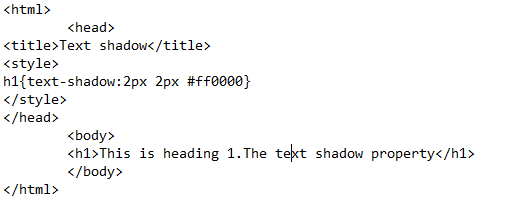 <html>
<head>
<title>Text shadow</title>
<style>
h1{text-shadow:2px 2px #ff0000}
</style>
</head>
<body>
<h1>This is heading 1.The text shadow property</h1>
</body>
</html>